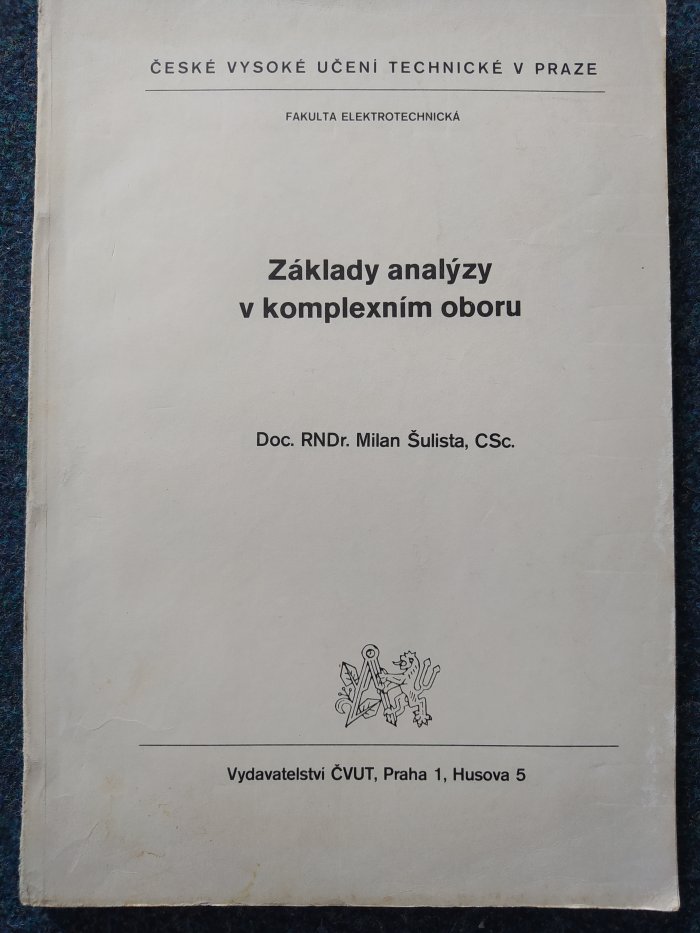 ČESKÉ VYSOKÉ UČENÍ TECHNICKÉ V PRAZE
FAKULTA ELEKTROTECHNICKÁ
Základy analýzy
v komplexním oboru
Doc. RNDr. Milan Šulista, CSc.
Vydavatelství ČVUT, Praha 1, Husova 5